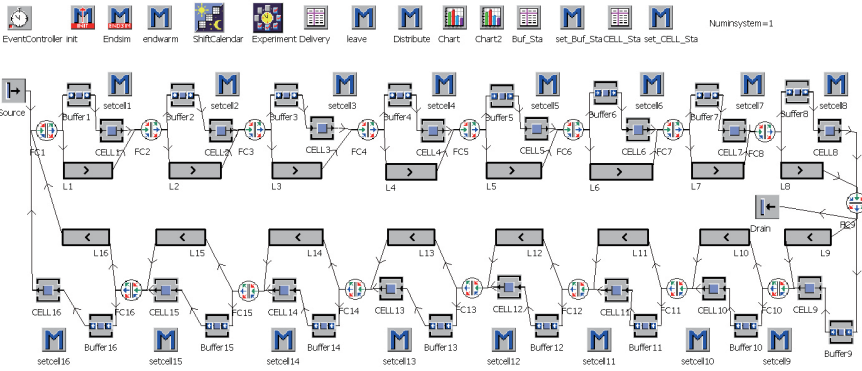 Numinsystem=1
EventController init Endsim endwarm ShiftCalendar Experiment Delivery leave Distribute Chart Chart2 Buf_Sta set_Buf_Sta CELL_Sta set_CELL_Sta
INIT ENDSIM
Source Buffer1 setcell1 Buffer2 setcell2 Buffer3 setcell3 Buffer4 setcell4 Buffer5 setcell5 Buffer6 setcell6 Buffer7 setcell7 Buffer8 setcell8
FC1 CELL1 FC2 CELL2 FC3 CELL3 FC4 CELL4 FC5 CELL5 FC6 CELL6 FC7 CELL7 FC8 CELL8
L1 L2 L3 L4 L5 L6 L7 L8
Drain
L16 L15 L14 L13 L12 L11 L10 L9
CELL16 FC16 CELL15 FC15 CELL14 FC14 CELL13 FC13 CELL12 FC12 CELL11 FC11 CELL10 FC10 CELL9
Buffer16 Buffer15 Buffer14 Buffer13 Buffer12 Buffer11 Buffer10 Buffer9
setcell16 setcell15 setcell14 setcell13 setcell12 setcell11 setcell10 setcell9